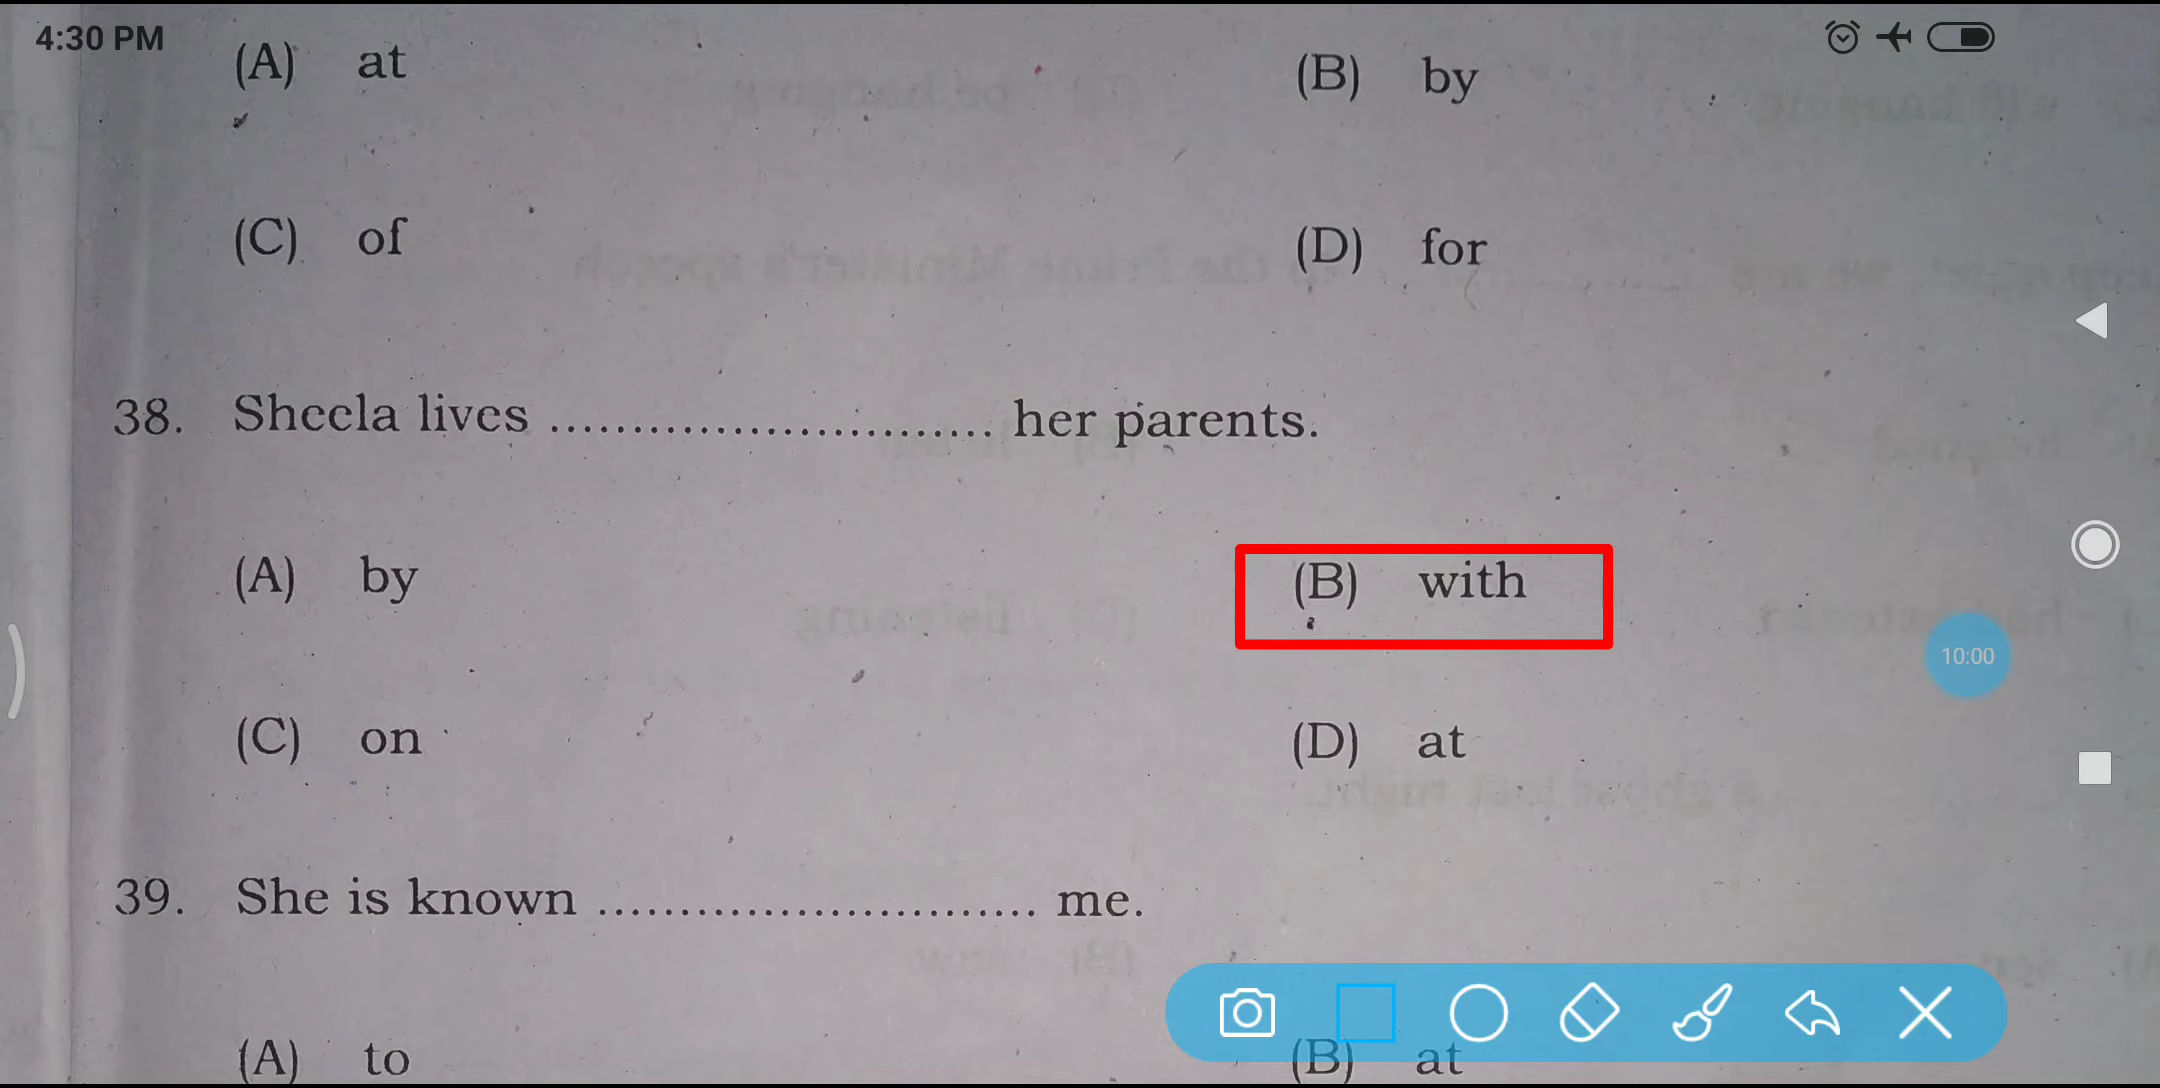 4:30 PM
(A) at (B) by
(C) of (D) for
38. Sheela lives ........................... her parents.
(A) by (B) with
10:00
(C) on (D) at
39. She is known ........................... me.
(A) to (B) at